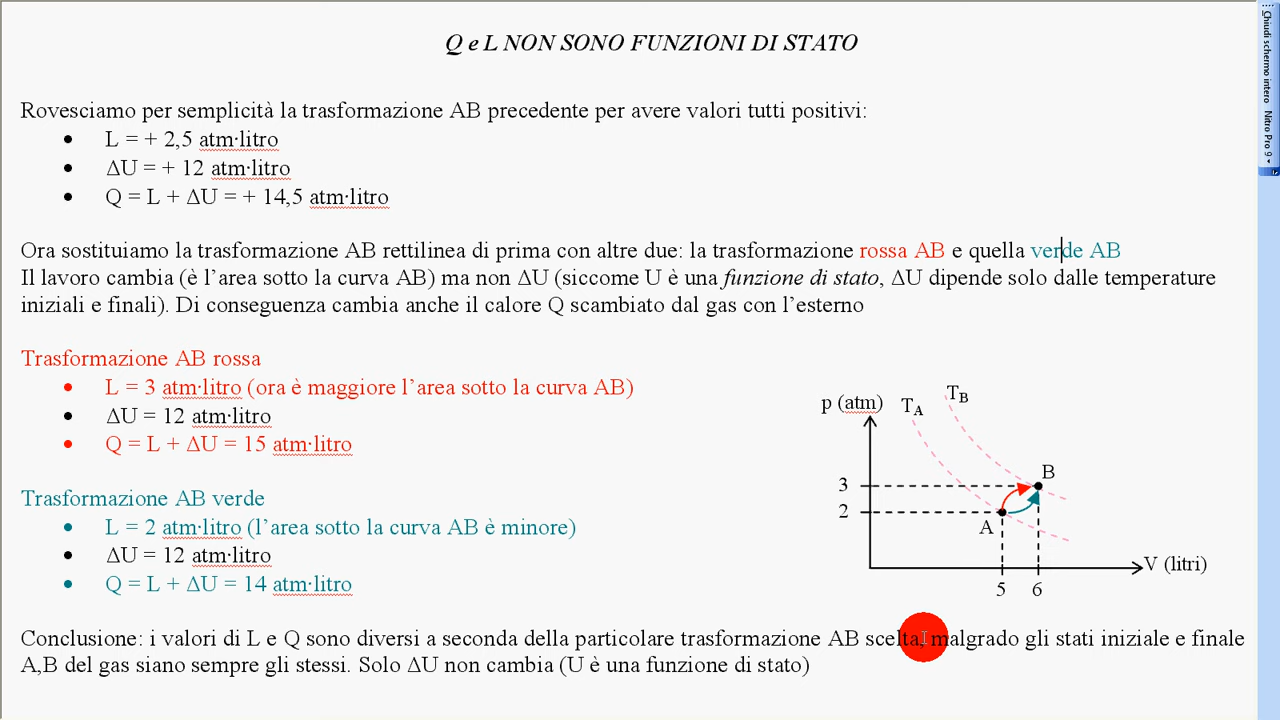 Q e L NON SONO FUNZIONI DI STATO
Rovesciamo per semplicità la trasformazione AB precedente per avere valori tutti positivi:
• L = + 2,5 atm·litro
• ΔU = + 12 atm·litro
• Q = L + ΔU = + 14,5 atm·litro
Ora sostituiamo la trasformazione AB rettilinea di prima con altre due: la trasformazione rossa AB e quella verde AB
Il lavoro cambia (è l’area sotto la curva AB) ma non ΔU (siccome U è una funzione di stato, ΔU dipende solo dalle temperature
iniziali e finali). Di conseguenza cambia anche il calore Q scambiato dal gas con l’esterno
Trasformazione AB rossa
• L = 3 atm·litro (ora è maggiore l’area sotto la curva AB)
• ΔU = 12 atm·litro
• Q = L + ΔU = 15 atm·litro
Trasformazione AB verde
• L = 2 atm·litro (l’area sotto la curva AB è minore)
• ΔU = 12 atm·litro
• Q = L + ΔU = 14 atm·litro
p (atm) TA TB
B
3
2
A
V (litri)
5 6
Conclusione: i valori di L e Q sono diversi a seconda della particolare trasformazione AB scelta, malgrado gli stati iniziale e finale
A,B del gas siano sempre gli stessi. Solo ΔU non cambia (U è una funzione di stato)
Chiudi schermo intero Nitro Pro 9